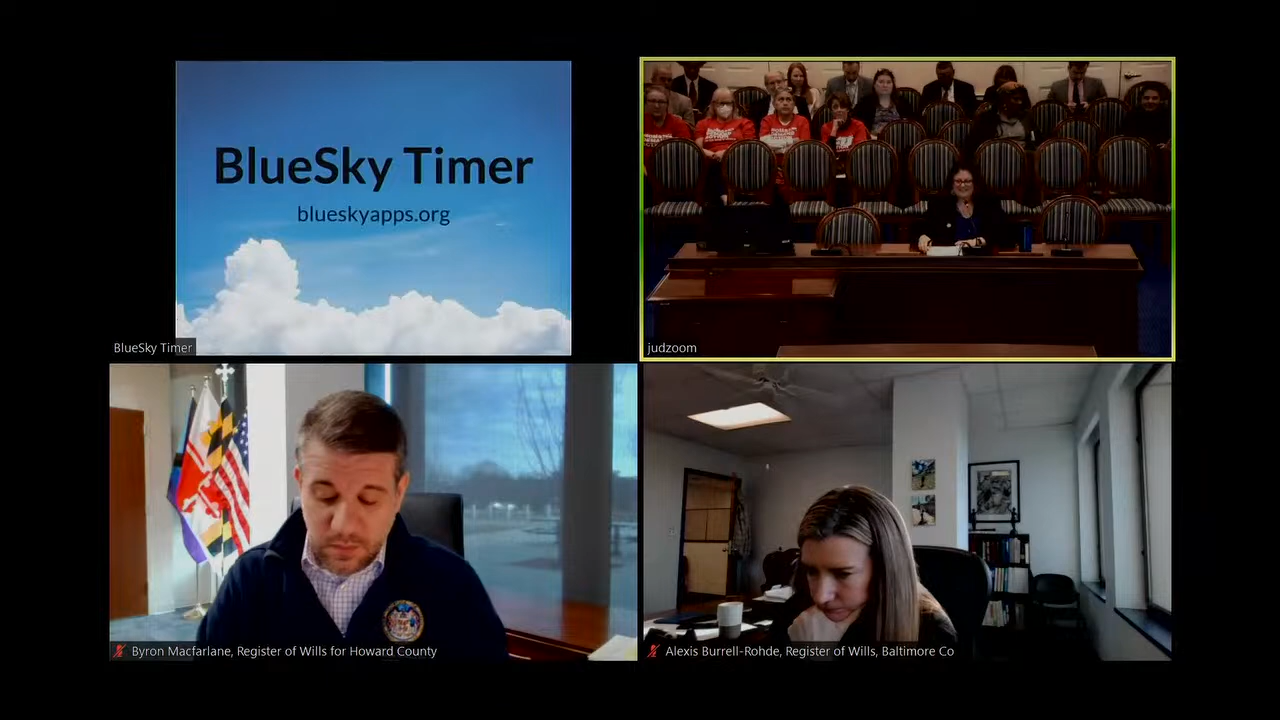 BlueSky Timer
blueskyapps.org
BlueSky Timer
judzoom
Byron Macfarlane, Register of Wills for Howard County
Alexis Burrell-Rohde, Register of Wills, Baltimore Co